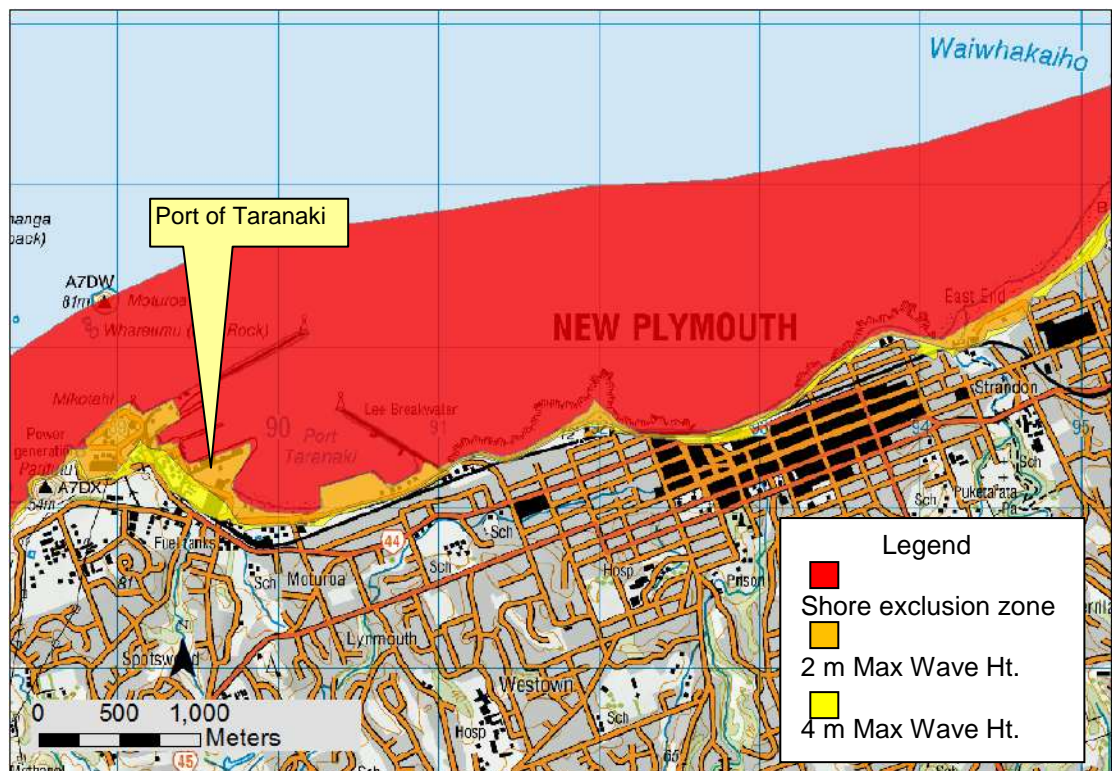 Waiwhakaiho
Port of Taranaki
A7DW
81m
Moturoa
NEW PLYMOUTH
East End
Mikotahi
Lee Breakwater
Strandon
Power
generation
90
Port
Taranaki
91
93
94
95
A7DX
54m
Sch
Puketarata
Pa
Fuel tanks
44
Sch
Sch
Sch
Moturoa
Sch
Hosp
Prison
Lynmouth
Spotswood
Westown
Sch
Hosp
65
45
0 500 1,000
Meters
Legend
Shore exclusion zone
2 m Max Wave Ht.
4 m Max Wave Ht.